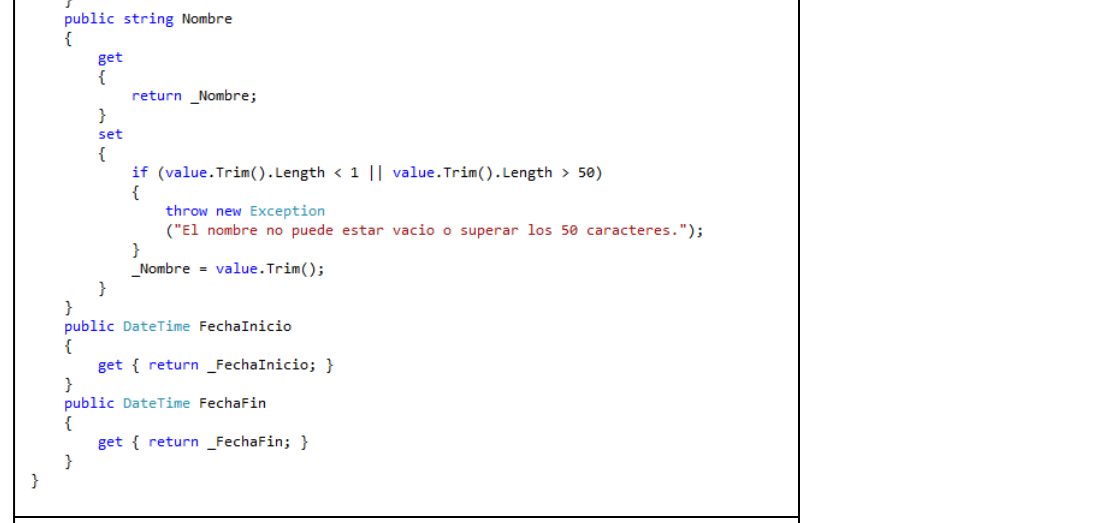 }
public string Nombre
{
get
{
return _Nombre;
}
set
{
if (value.Trim().Length < 1 || value.Trim().Length > 50)
{
throw new Exception
("El nombre no puede estar vacio o superar los 50 caracteres.");
}
_Nombre = value.Trim();
}
}
public DateTime FechaInicio
{
get { return _FechaInicio; }
}
public DateTime FechaFin
{
get { return _FechaFin; }
}
}